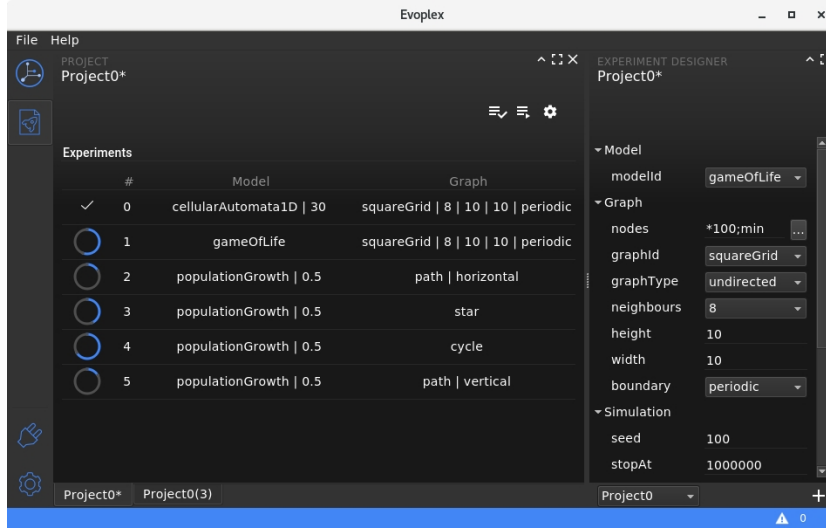 Evoplex
File Help
PROJECT
Project0*
Experiments
# Model Graph
0 cellularAutomata1D | 30 squareGrid | 8 | 10 | 10 | periodic
1 gameOfLife squareGrid | 8 | 10 | 10 | periodic
2 populationGrowth | 0.5 path | horizontal
3 populationGrowth | 0.5 star
4 populationGrowth | 0.5 cycle
5 populationGrowth | 0.5 path | vertical
Project0* Project0(3)
EXPERIMENT DESIGNER
Project0*
Model
modelId gameOfLife
Graph
nodes *100;min ...
graphId squareGrid
graphType undirected
neighbours 8
height 10
width 10
boundary periodic
Simulation
seed 100
stopAt 1000000
Project0 +
0